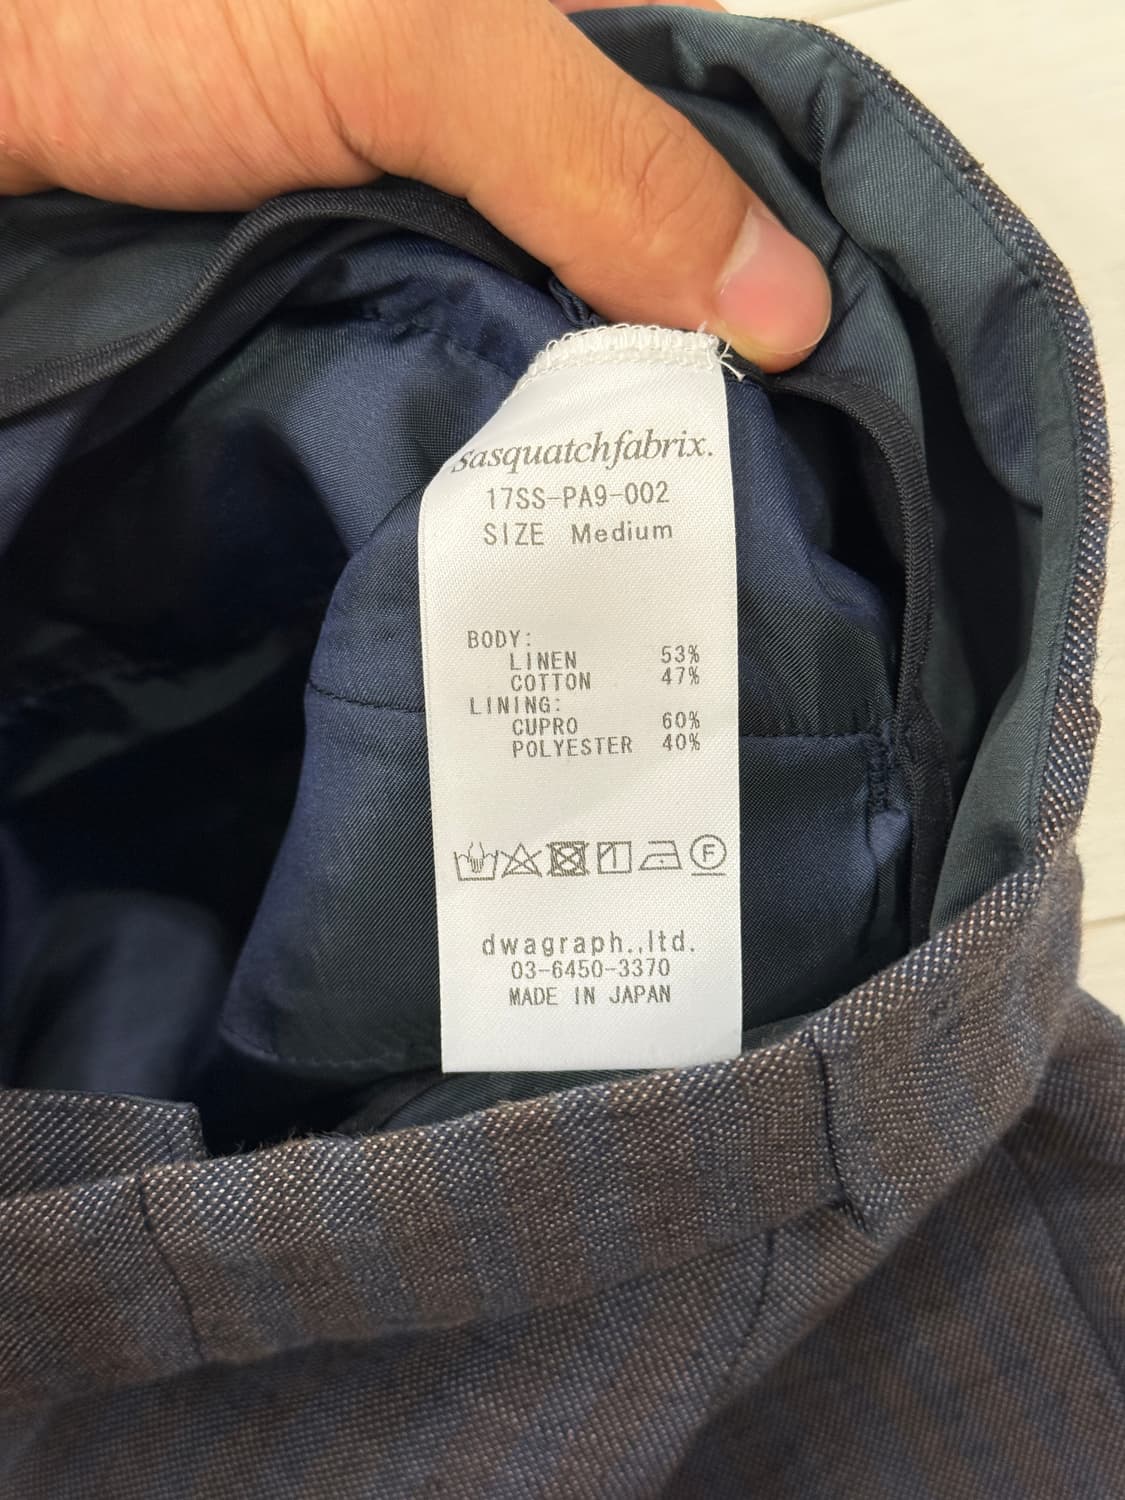 sasquatchfabrix.
17SS-PA9-002
SIZE Medium
BODY:
LINEN 53%
COTTON 47%
LINING:
CUPRO 60%
POLYESTER 40%
F
dwagraph.,ltd.
03-6450-3370
MADE IN JAPAN